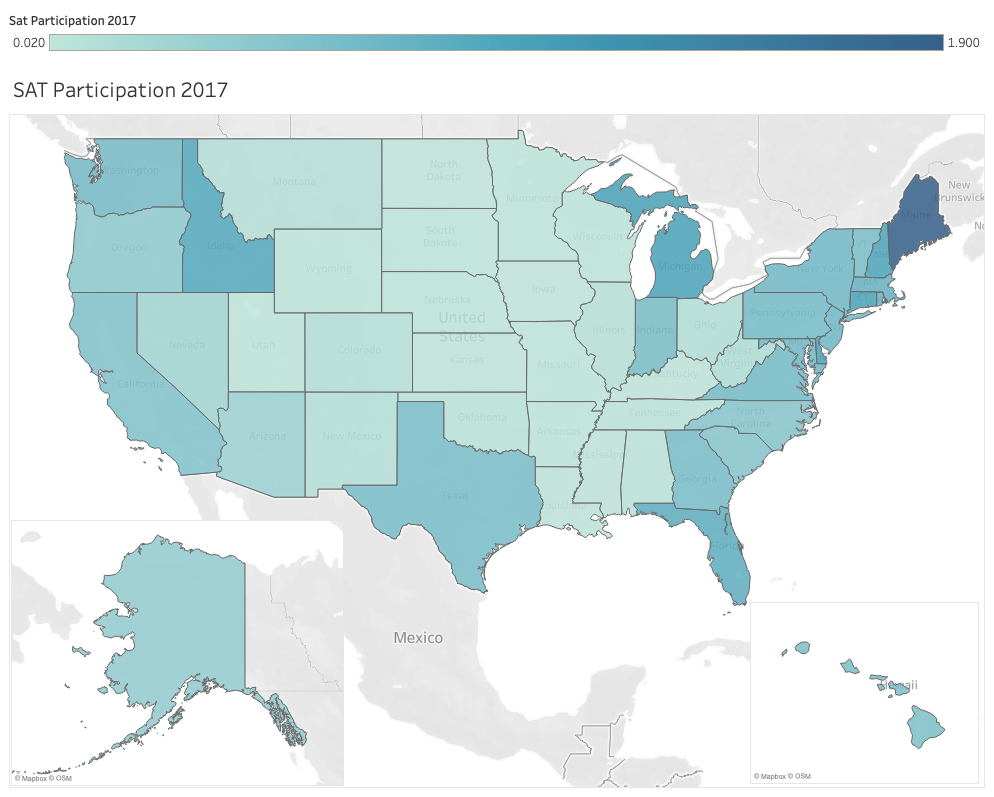 Sat Participation 2017
0.020
1.900
SAT Participation 2017
Washington
Montana
North
Dakota
Minnesota
New
Brunswick
Maine
VT
Oregon
Idaho
South
Dakota
Wisconsin
Michigan
New York
Wyoming
Iowa
Nebraska
Pennsylvania
CT
United
States
Nevada
Utah
Colorado
Kansas
Illinois
Indiana
Ohio
Missouri
West
Virginia
Kentucky
California
Arizona
New Mexico
Oklahoma
Arkansas
Tennessee
North
Carolina
Mississippi
Georgia
Texas
Louisiana
Florida
Mexico
Hawaii
© Mapbox © OSM
© Mapbox © OSM